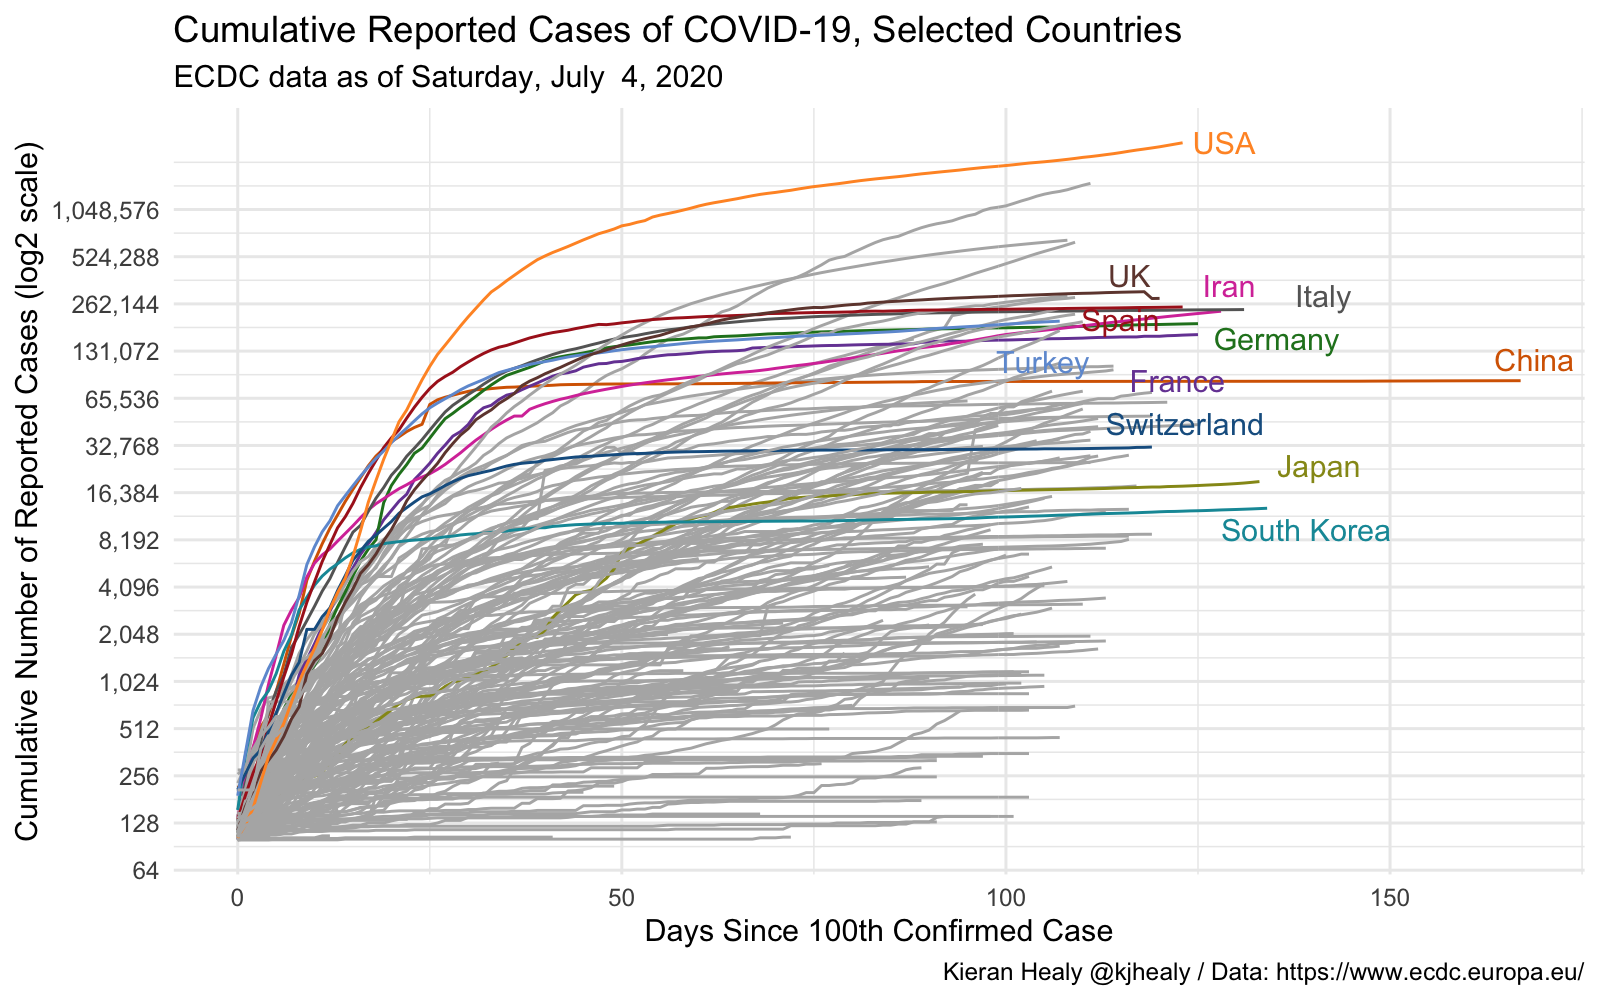 Cumulative Reported Cases of COVID-19, Selected Countries
ECDC data as of Saturday, July  4, 2020
Cumulative Number of Reported Cases (log2 scale)
1,048,576
524,288
262,144
131,072
65,536
32,768
16,384
8,192
4,096
2,048
1,024
512
256
128
64
USA
UK
Iran
Italy
Spain
Germany
Turkey
China
France
Switzerland
Japan
South Korea
0
50
100
150
Days Since 100th Confirmed Case
Kieran Healy @kjhealy / Data: https://www.ecdc.europa.eu/